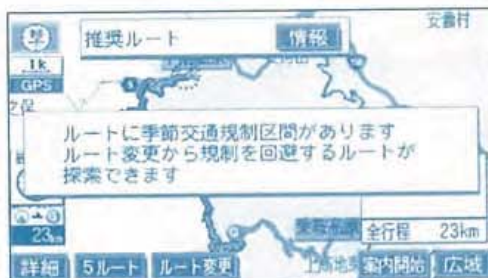 安曇村
推奨ルート
情報
1k
GPS
ルートに季節交通規制区間があります
ルート変更から規制を回避するルートが
探索できます
23km
全行程 23km
詳細
5ルート
ルート変更
案内開始
広域